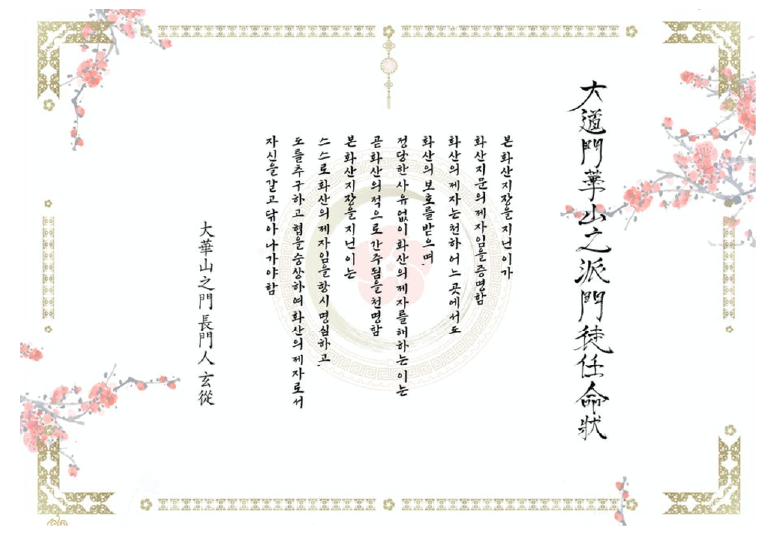 大道門華山之派門徒任命狀
본 화산지장을 지닌 이가
화산지문의 제자임을 증명함
화산의 제자는 천하 어느 곳에서도
화산의 보호를 받으며,
정당한 사유 없이 화산의 제자를 해하는 이는
곧 화산의 적으로 간주됨을 천명함
본 화산지장을 지닌 이는
스스로 화산의 제자임을 항시 명심하고,
도를 추구하고 협을 숭상하여 화산의 제자로서
자신을 갈고 닦아 나가야 함
大華山之門 長門人 玄從